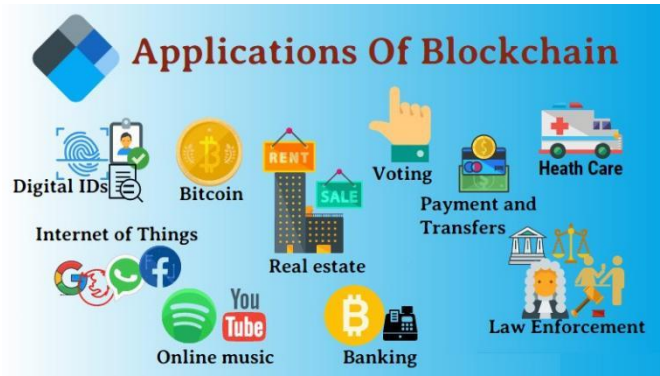 Applications Of Blockchain
Digital IDs
Bitcoin
RENT
SALE
Real estate
Voting
Payment and
Transfers
Heath Care
Internet of Things
G
f
You
Tube
Online music
B
Banking
Law Enforcement